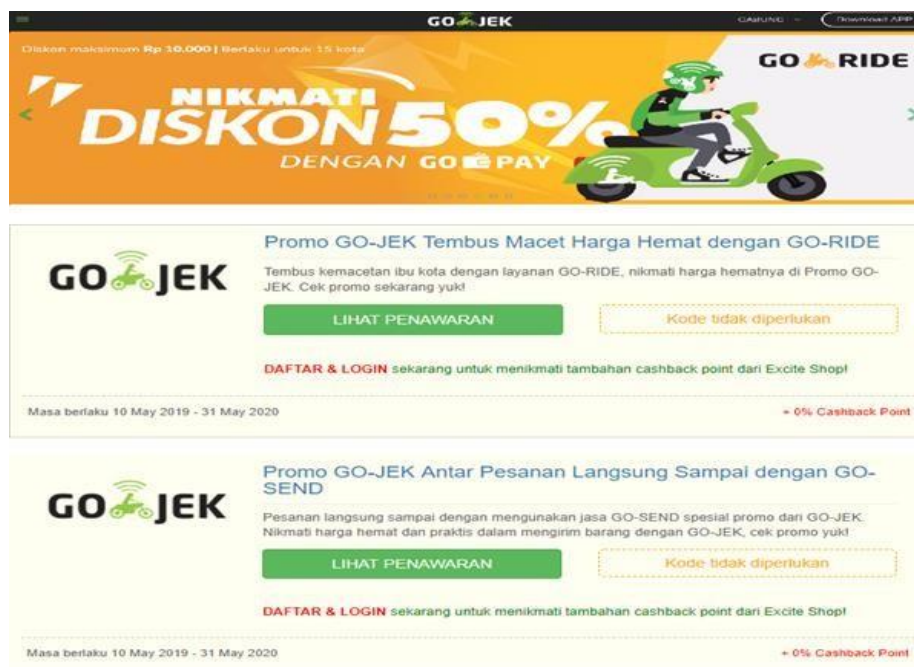 GO JEK
Download APP
Diskon maksimum Rp 10.000 | Berlaku untuk 15 kota
GO RIDE
NIKMATI
DISKON 50%
DENGAN GO PAY
Promo GO-JEK Tembus Macet Harga Hemat dengan GO-RIDE
GO JEK
Tembus kemacetan ibu kota dengan layanan GO-RIDE, nikmati harga hematnya di Promo GO-
JEK. Cek promo sekarang yuk!
LIHAT PENAWARAN
Kode tidak diperlukan
DAFTAR & LOGIN sekarang untuk menikmati tambahan cashback point dari Excite Shop!
Masa berlaku 10 May 2019 - 31 May 2020
+ 0% Cashback Point
Promo GO-JEK Antar Pesanan Langsung Sampai dengan GO-
SEND
GO JEK
Pesanan langsung sampai dengan mengunakan jasa GO-SEND spesial promo dari GO-JEK.
Nikmati harga hemat dan praktis dalam mengirim barang dengan GO-JEK, cek promo yuk!
LIHAT PENAWARAN
Kode tidak diperlukan
DAFTAR & LOGIN sekarang untuk menikmati tambahan cashback point dari Excite Shop!
Masa berlaku 10 May 2019 - 31 May 2020
+ 0% Cashback Point